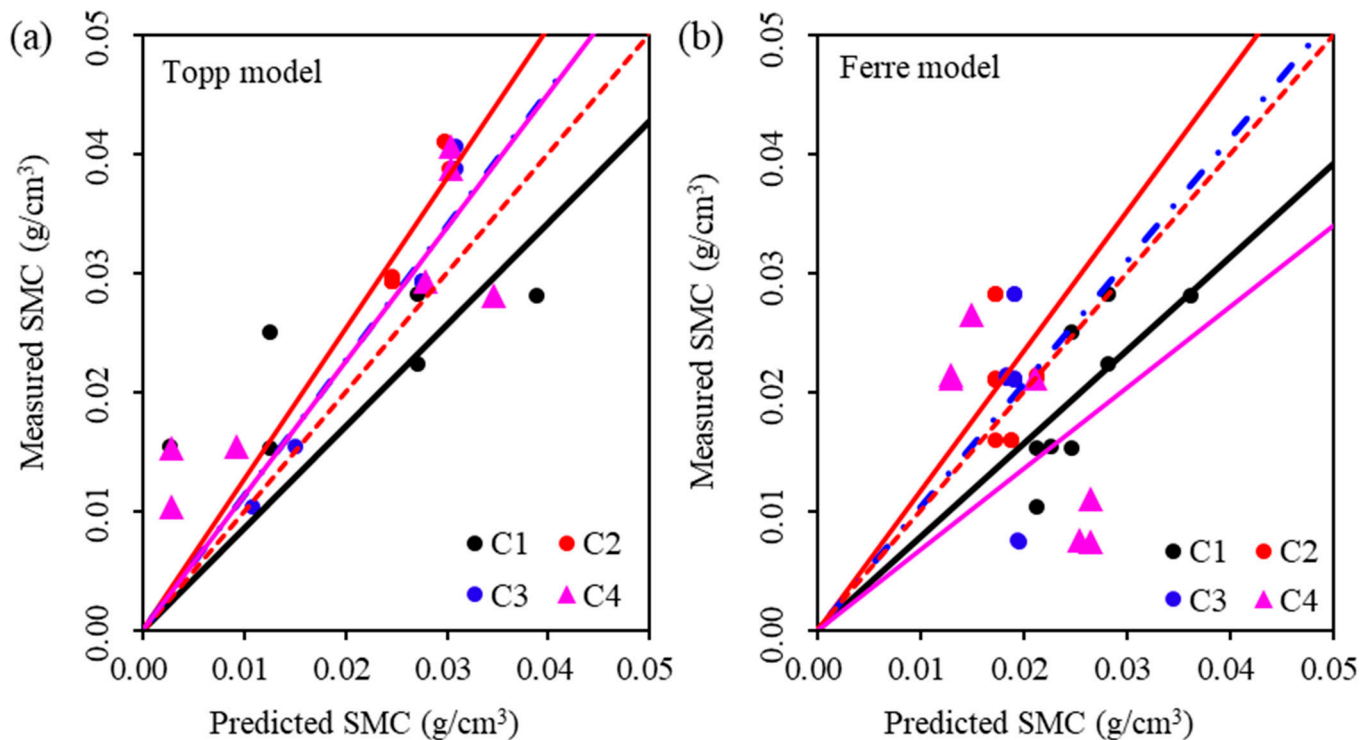 (a)
Topp model
Measured SMC (g/cm³)
0.05
0.04
0.03
0.02
0.01
0.00
C1 C2
C3 C4
0.00 0.01 0.02 0.03 0.04 0.05
Predicted SMC (g/cm³)
(b)
Ferre model
Measured SMC (g/cm³)
0.05
0.04
0.03
0.02
0.01
0.00
C1 C2
C3 C4
0.00 0.01 0.02 0.03 0.04 0.05
Predicted SMC (g/cm³)